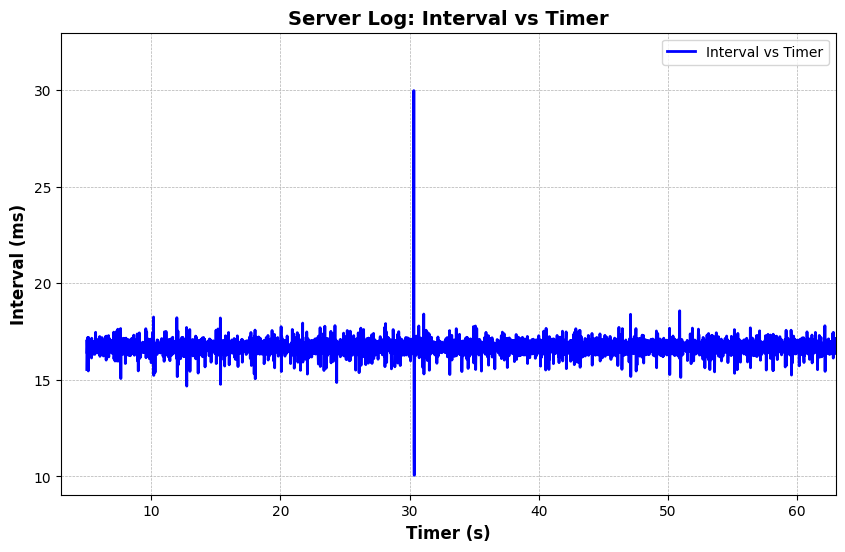 Server Log: Interval vs Timer
Interval vs Timer
Interval (ms)
30
25
20
15
10
10 20 30 40 50 60
Timer (s)